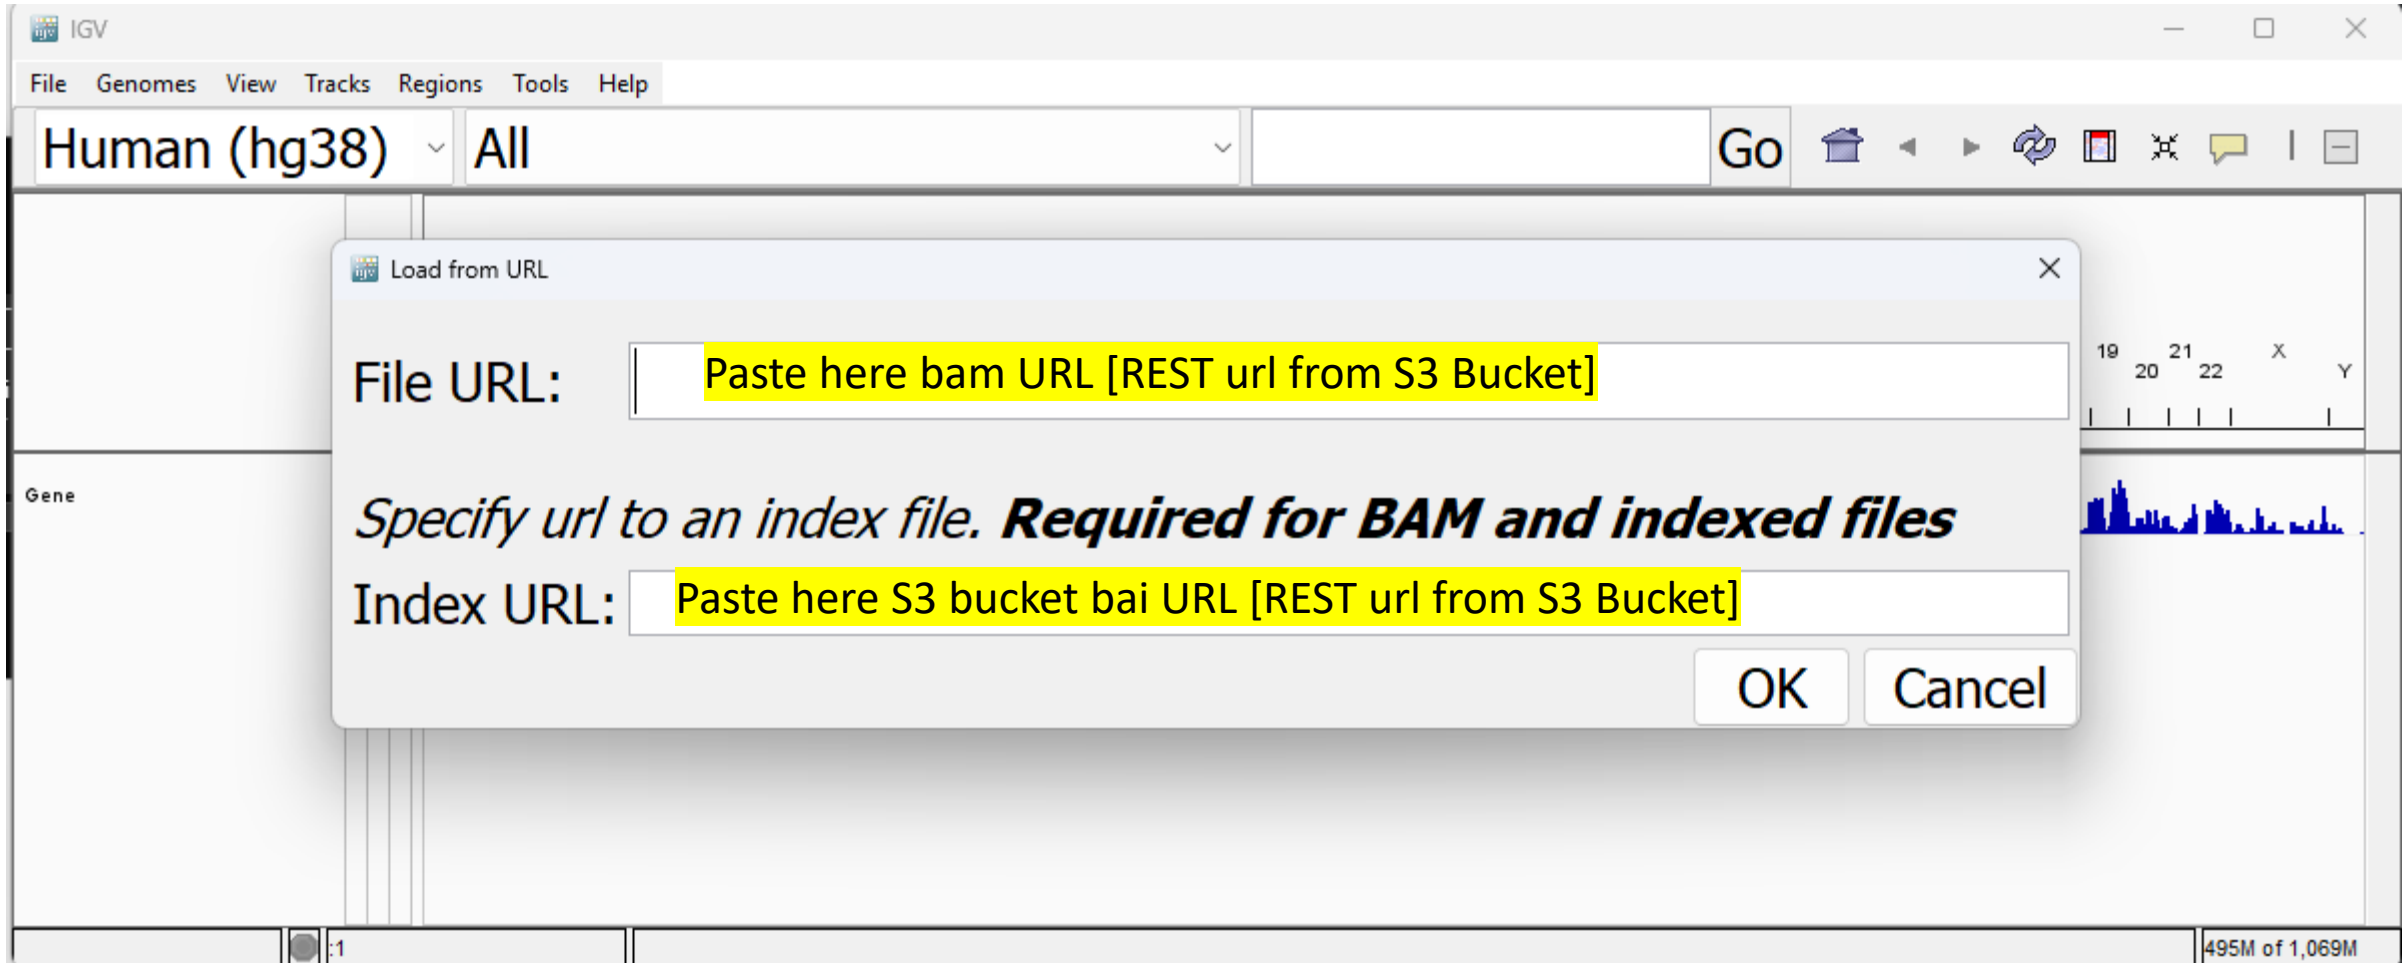 IGV
File Genomes View Tracks Regions Tools Help
Human (hg38) All Go
Load from URL
File URL: Paste here bam URL [REST url from S3 Bucket]
19 20 21 22 X Y
Gene
Specify url to an index file. Required for BAM and indexed files
Index URL: Paste here S3 bucket bai URL [REST url from S3 Bucket]
OK Cancel
:1
495M of 1,069M